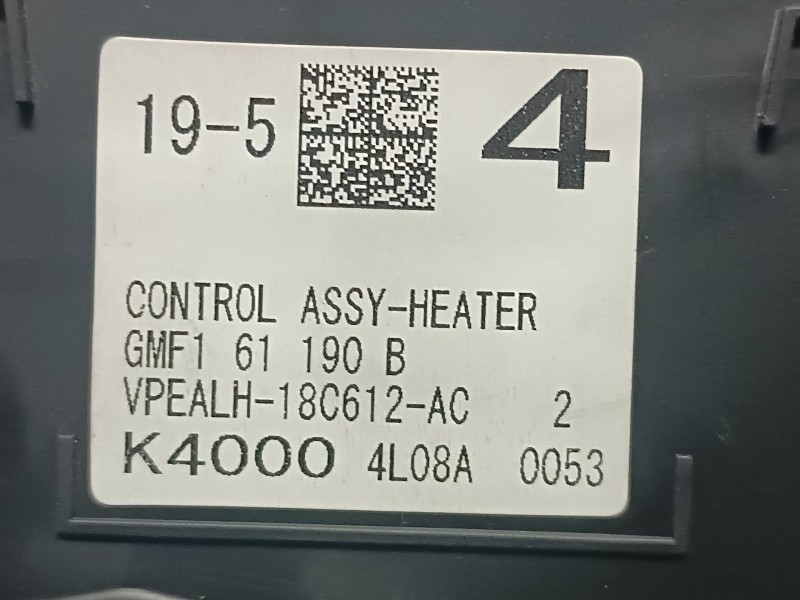 19-5 4
CONTROL ASSY-HEATER
GMF1 61 190 B
VPEALH-18C612-AC 2
K4000 4L08A 0053